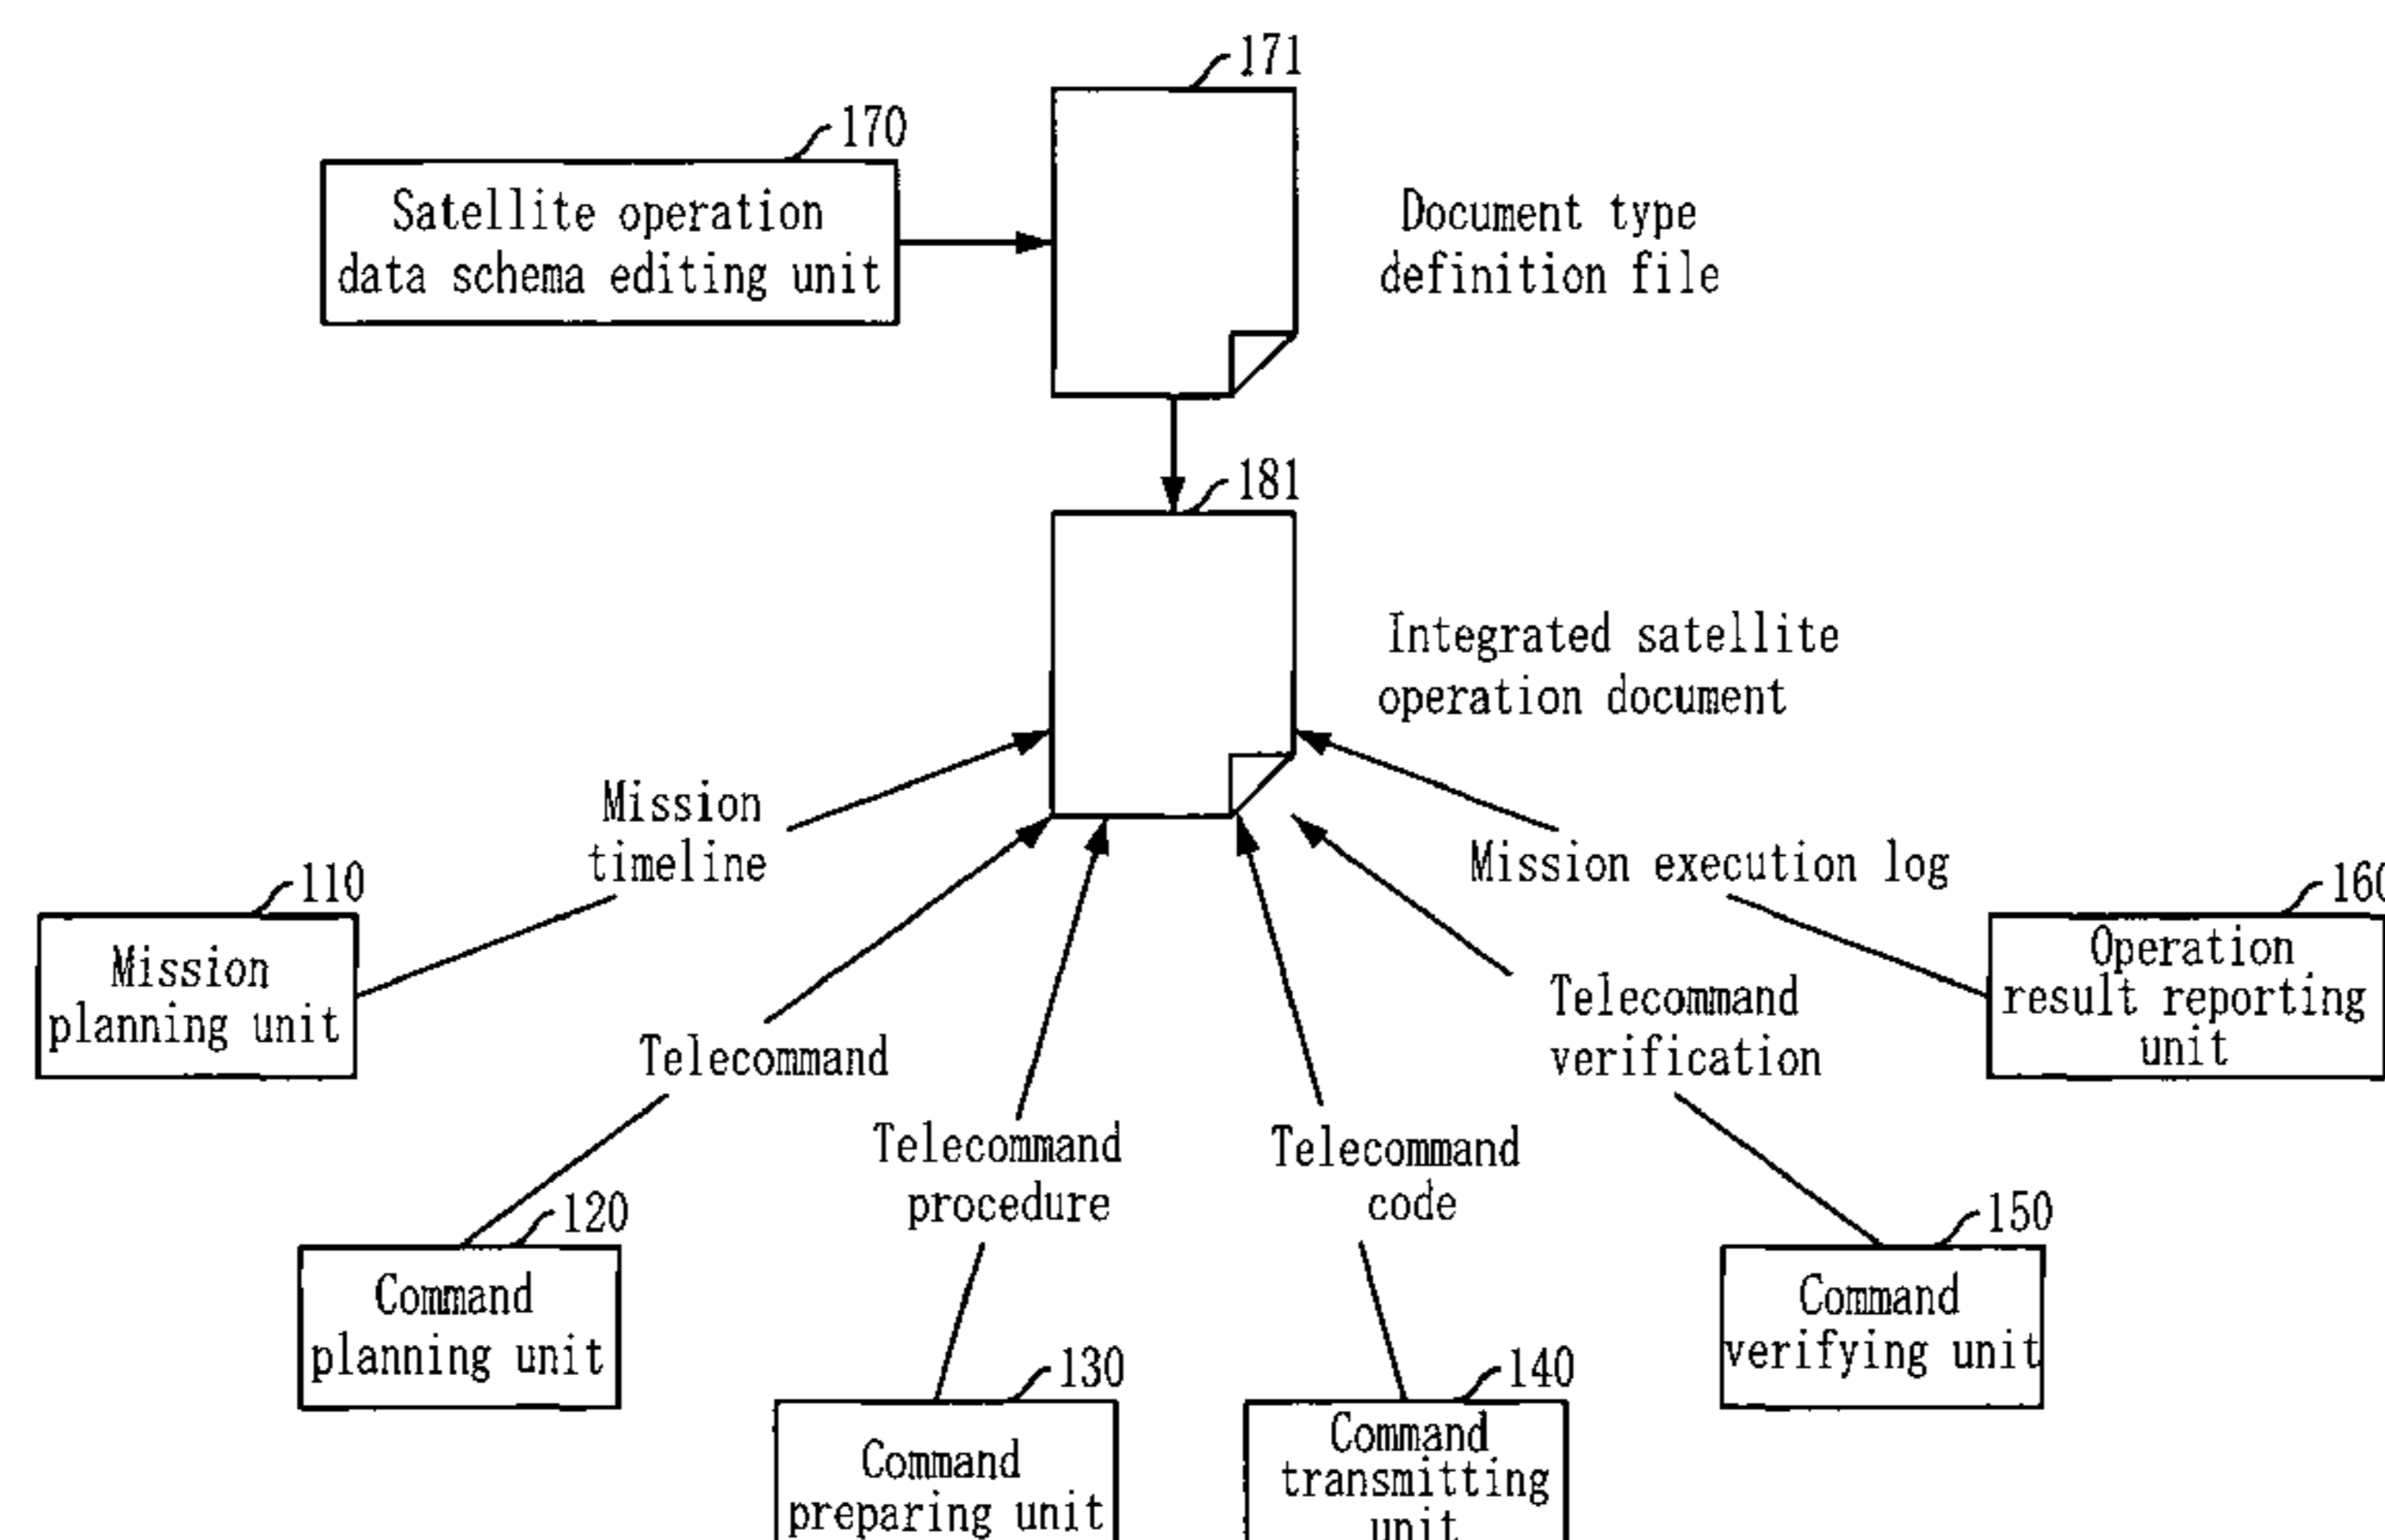 171
170
Satellite operation
data schema editing unit
Document type
definition file
181
Integrated satellite
operation document
Mission
timeline
Mission execution log
110
Mission
planning unit
160
Operation
result reporting
unit
Telecommand
Telecommand
verification
Telecommand
procedure
Telecommand
code
120
Command
planning unit
150
Command
verifying unit
130
Command
preparing unit
140
Command
transmitting
unit